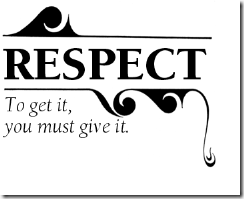 RESPECT
To get it,
you must give it.